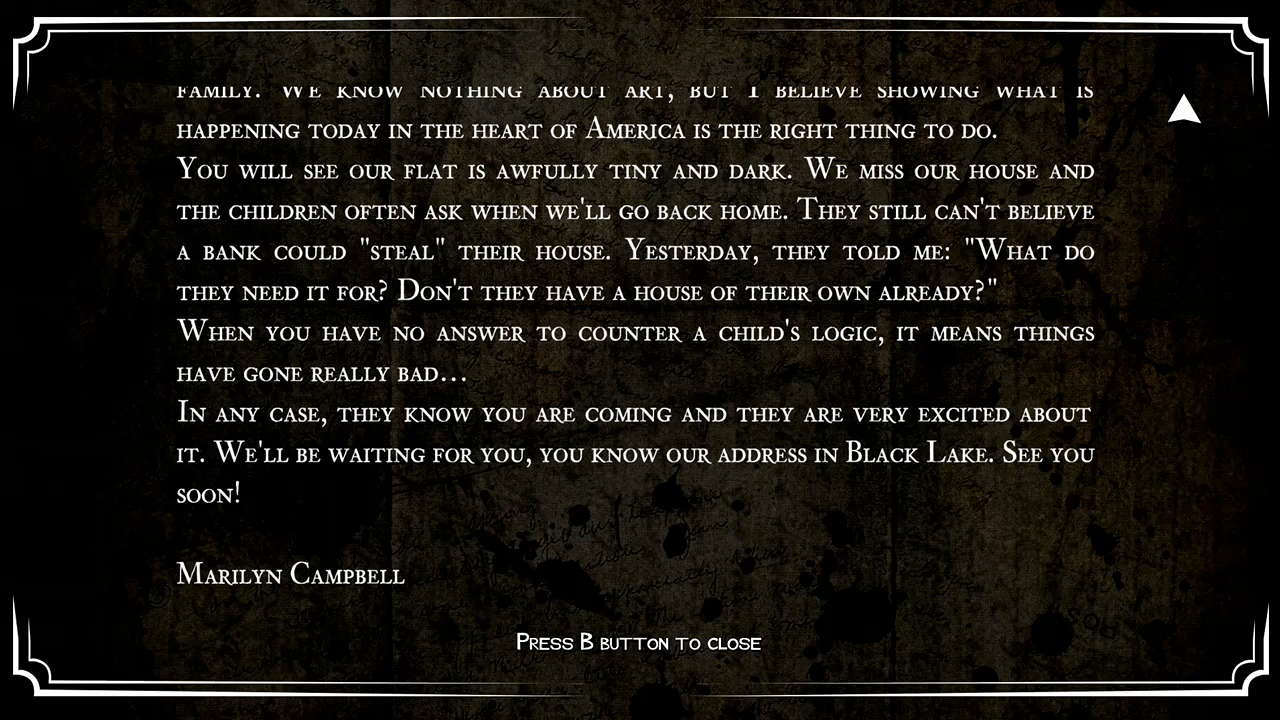 family. We know nothing about art, but I believe showing what is
happening today in the heart of America is the right thing to do.
You will see our flat is awfully tiny and dark. We miss our house and
the children often ask when we'll go back home. They still can't believe
a bank could "steal" their house. Yesterday, they told me: "What do
they need it for? Don't they have a house of their own already?"
When you have no answer to counter a child's logic, it means things
have gone really bad...
In any case, they know you are coming and they are very excited about
it. We'll be waiting for you, you know our address in Black Lake. See you
soon!
Marilyn Campbell
Press B button to close